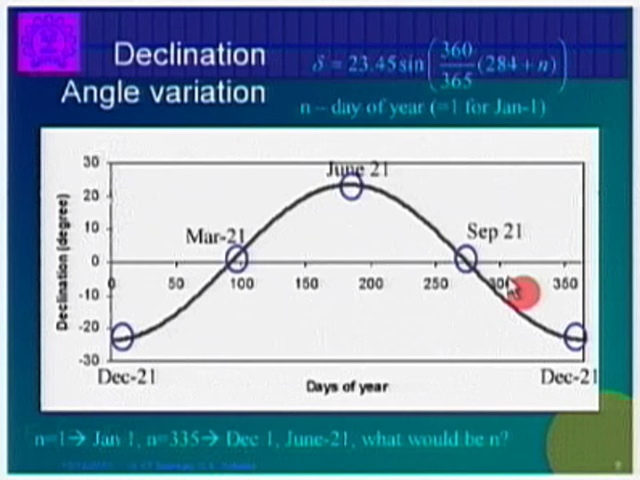 Declination
Angle variation
δ = 23.45 sin(360/365 (284 + n))
n – day of year (=1 for Jan-1)
30
20
10
0
-10
-20
-30
Declination (degree)
June 21
Mar-21
Sep 21
0 50 100 150 200 250 300 350
Dec-21
Dec-21
Days of year
n=1→ Jan 1, n=335→ Dec 1, June-21, what would be n?